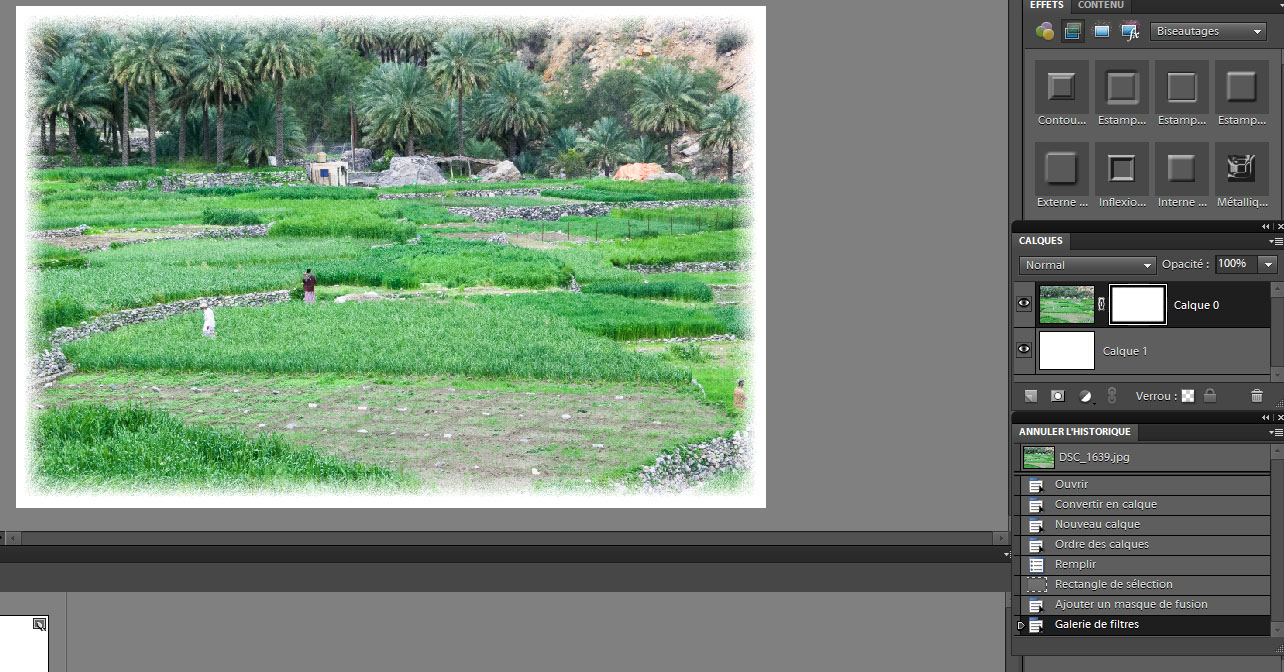 EFFETS CONTENU
Biseautages
Contou... Estamp... Estamp... Estamp...
Externe ... Inflexio... Interne ... Métalliq...
CALQUES
Normal Opacité : 100%
Calque 0
Calque 1
Verrou :
ANNULER L'HISTORIQUE
DSC_1639.jpg
Ouvrir
Convertir en calque
Nouveau calque
Ordre des calques
Remplir
Rectangle de sélection
Ajouter un masque de fusion
Galerie de filtres